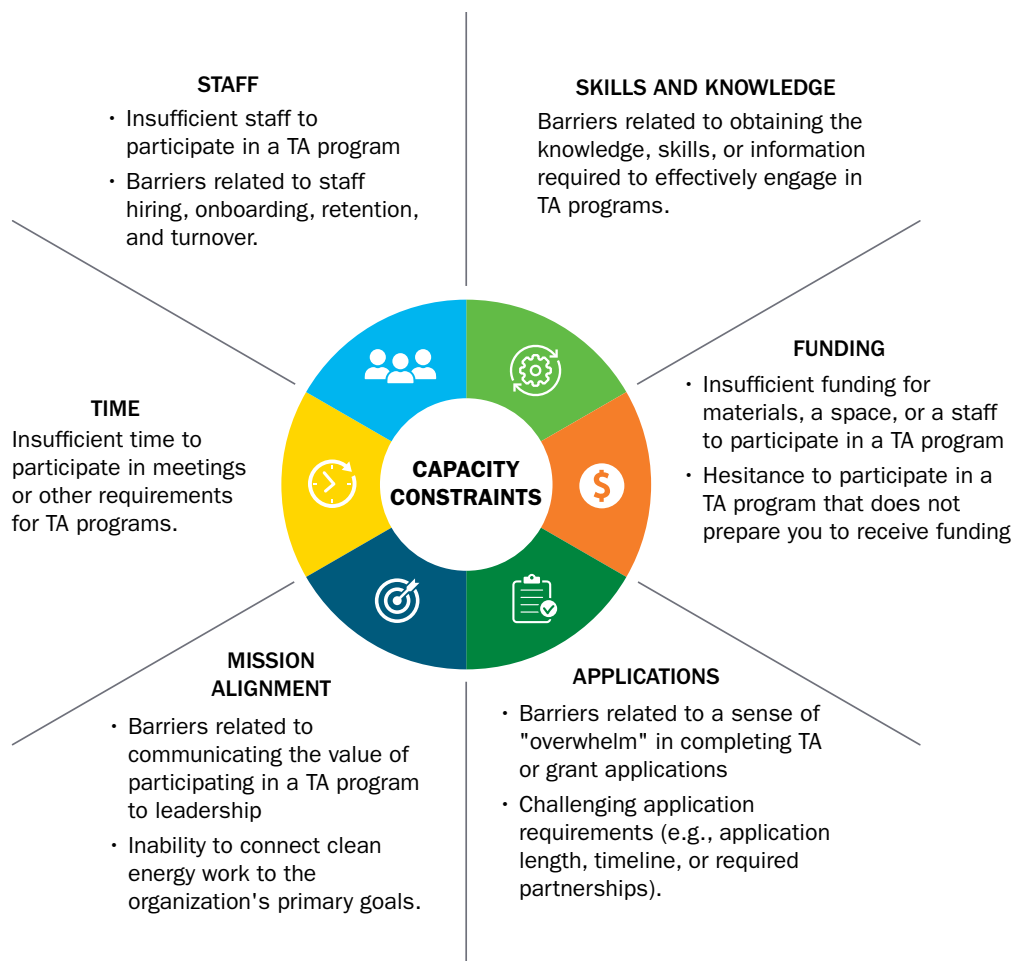 STAFF
· Insufficient staff to
participate in a TA program
· Barriers related to staff
hiring, onboarding, retention,
and turnover.
SKILLS AND KNOWLEDGE
Barriers related to obtaining the
knowledge, skills, or information
required to effectively engage in
TA programs.
FUNDING
· Insufficient funding for
materials, a space, or a staff
to participate in a TA program
· Hesitance to participate in a
TA program that does not
prepare you to receive funding
TIME
Insufficient time to
participate in meetings
or other requirements
for TA programs.
CAPACITY
CONSTRAINTS
$
MISSION
ALIGNMENT
· Barriers related to
communicating the value of
participating in a TA program
to leadership
· Inability to connect clean
energy work to the
organization's primary goals.
APPLICATIONS
· Barriers related to a sense of
"overwhelm" in completing TA
or grant applications
· Challenging application
requirements (e.g., application
length, timeline, or required
partnerships).